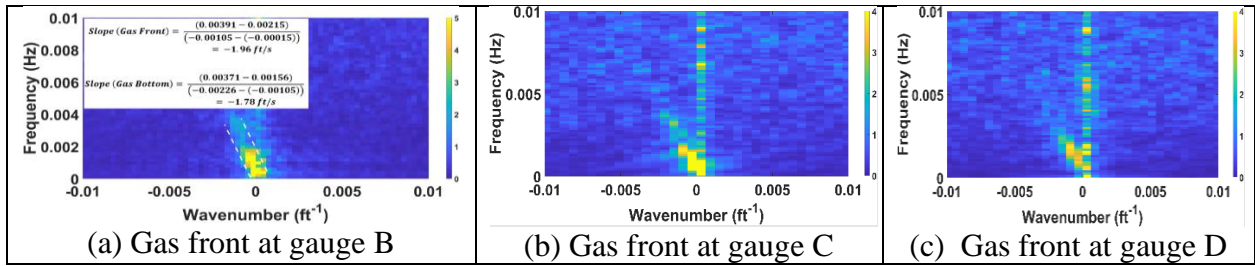 0.01
0.008
0.006
0.004
0.002
0
Frequency (Hz)
Slope (Gas Front) = (0.00391 − 0.00215) / (−0.00105 − (−0.00015))
= −1.96 ft/s
Slope (Gas Bottom) = (0.00371 − 0.00156) / (−0.00226 − (−0.00105))
= −1.78 ft/s
5
4
3
2
1
0
-0.01 -0.005 0 0.005 0.01
Wavenumber (ft-1)
(a) Gas front at gauge B
0.01
0.005
0
Frequency (Hz)
4
3
2
1
0
-0.01 -0.005 0 0.005 0.01
Wavenumber (ft-1)
(b) Gas front at gauge C
0.01
0.005
0
Frequency (Hz)
4
3
2
1
0
-0.01 -0.005 0 0.005 0.01
Wavenumber (ft-1)
(c) Gas front at gauge D